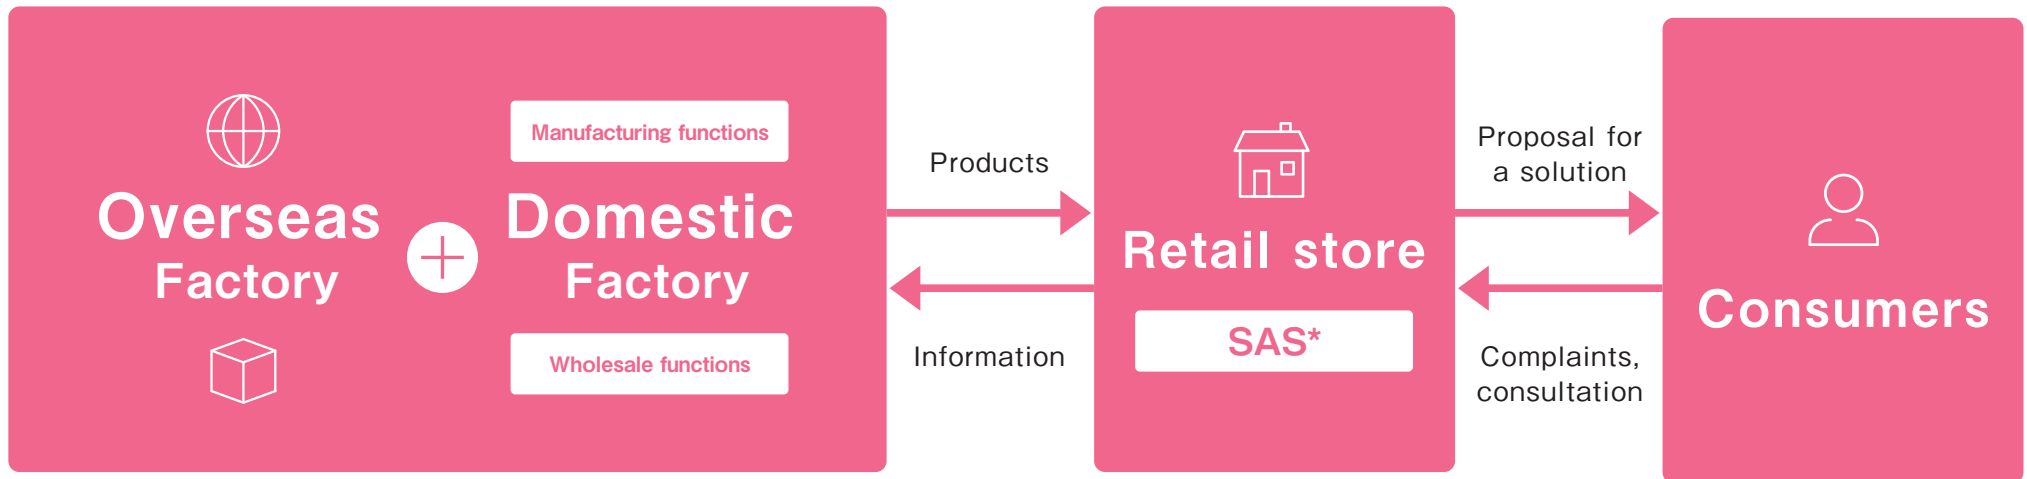 Overseas
Factory
Manufacturing functions
Domestic
Factory
Wholesale functions
Products
Information
Retail store
SAS*
Proposal for
a solution
Complaints,
consultation
Consumers